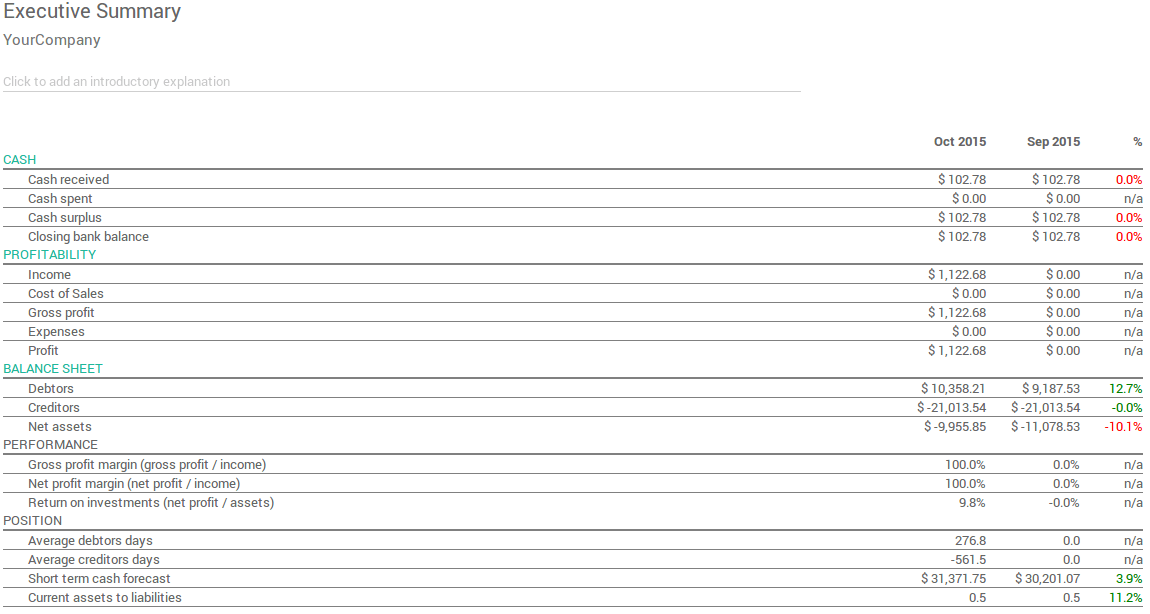 Executive Summary
YourCompany
Click to add an introductory explanation
Oct 2015 Sep 2015 %
CASH
Cash received $ 102.78 $ 102.78 0.0%
Cash spent $ 0.00 $ 0.00 n/a
Cash surplus $ 102.78 $ 102.78 0.0%
Closing bank balance $ 102.78 $ 102.78 0.0%
PROFITABILITY
Income $ 1,122.68 $ 0.00 n/a
Cost of Sales $ 0.00 $ 0.00 n/a
Gross profit $ 1,122.68 $ 0.00 n/a
Expenses $ 0.00 $ 0.00 n/a
Profit $ 1,122.68 $ 0.00 n/a
BALANCE SHEET
Debtors $ 10,358.21 $ 9,187.53 12.7%
Creditors $ -21,013.54 $ -21,013.54 -0.0%
Net assets $ -9,955.85 $ -11,078.53 -10.1%
PERFORMANCE
Gross profit margin (gross profit / income) 100.0% 0.0% n/a
Net profit margin (net profit / income) 100.0% 0.0% n/a
Return on investments (net profit / assets) 9.8% -0.0% n/a
POSITION
Average debtors days 276.8 0.0 n/a
Average creditors days -561.5 0.0 n/a
Short term cash forecast $ 31,371.75 $ 30,201.07 3.9%
Current assets to liabilities 0.5 0.5 11.2%